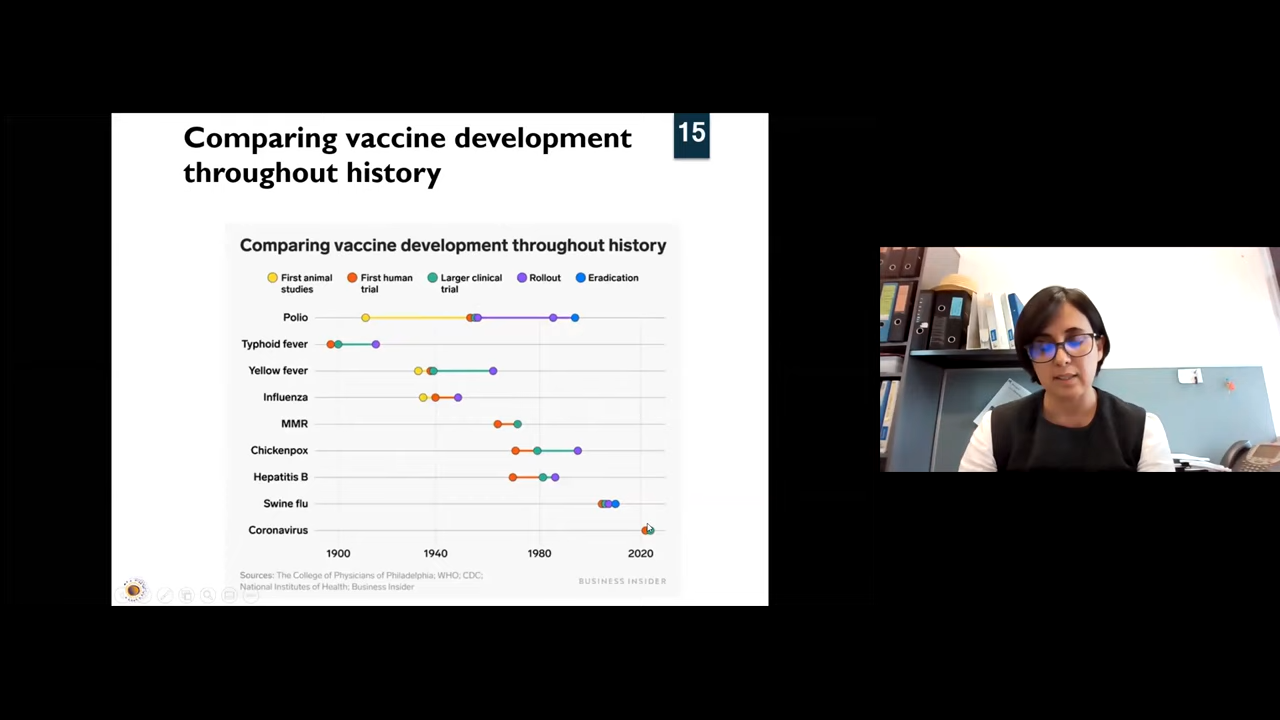 Comparing vaccine development
throughout history
15
Comparing vaccine development throughout history
First animal
studies
First human
trial
Larger clinical
trial
Rollout
Eradication
Polio
Typhoid fever
Yellow fever
Influenza
MMR
Chickenpox
Hepatitis B
Swine flu
Coronavirus
1900 1940 1980 2020
Sources: The College of Physicians of Philadelphia; WHO; CDC;
National Institutes of Health; Business Insider
BUSINESS INSIDER